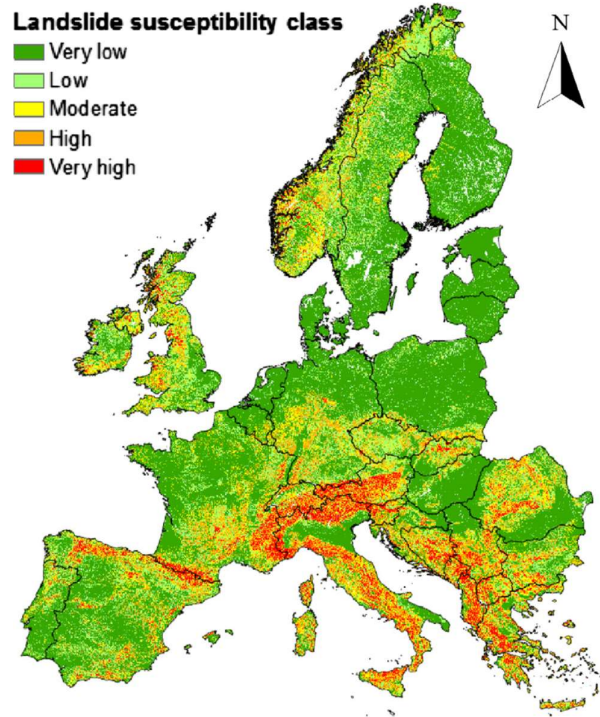 Landslide susceptibility class
N
Very low
Low
Moderate
High
Very high